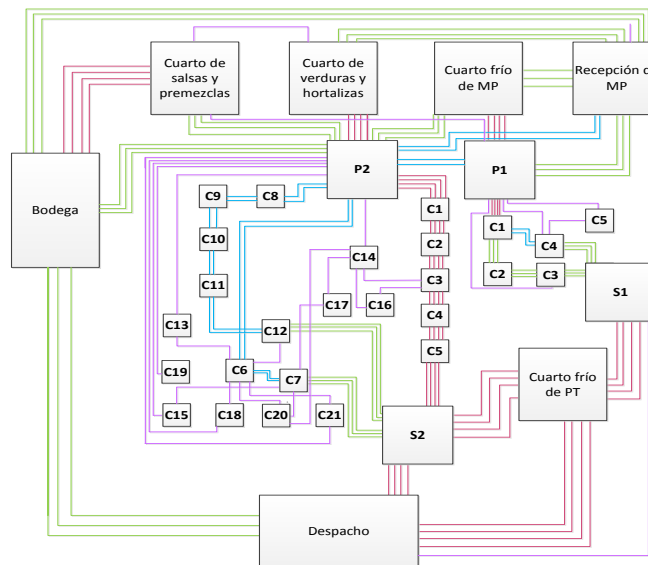 Cuarto de
salsas y
premezclas
Cuarto de
verduras y
hortalizas
Cuarto frío
de MP
Recepción d
MP
Bodega
P2
P1
C9
C8
C1
C1
C5
C10
C2
C4
C14
C2
C3
C3
C11
S1
C17
C16
C13
C4
C12
C5
C19
C6
C7
Cuarto frío
de PT
C15
C18
C20
C21
S2
Despacho